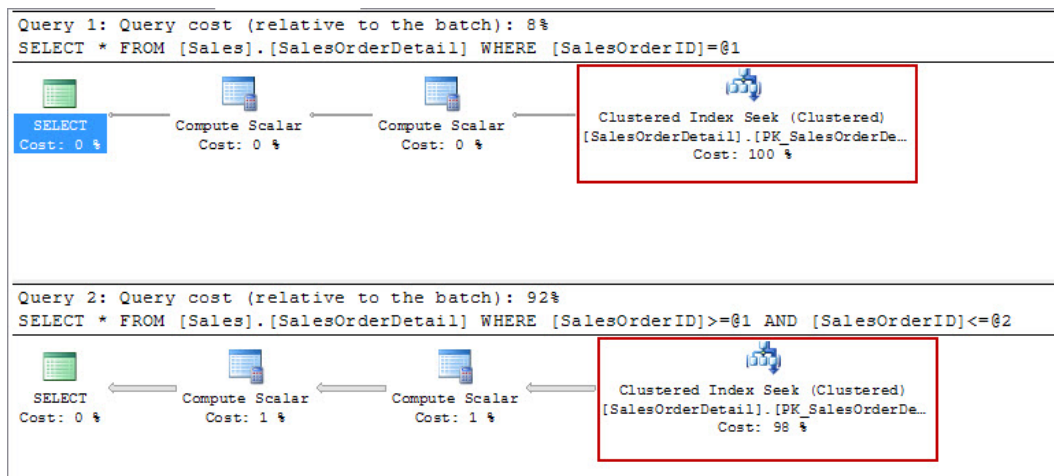 Query 1: Query cost (relative to the batch): 8%
SELECT * FROM [Sales].[SalesOrderDetail] WHERE [SalesOrderID]=@1
SELECT
Cost: 0 %
Compute Scalar
Cost: 0 %
Compute Scalar
Cost: 0 %
Clustered Index Seek (Clustered)
[SalesOrderDetail].[PK_SalesOrderDe…
Cost: 100 %
Query 2: Query cost (relative to the batch): 92%
SELECT * FROM [Sales].[SalesOrderDetail] WHERE [SalesOrderID]>=@1 AND [SalesOrderID]<=@2
SELECT
Cost: 0 %
Compute Scalar
Cost: 1 %
Compute Scalar
Cost: 1 %
Clustered Index Seek (Clustered)
[SalesOrderDetail].[PK_SalesOrderDe…
Cost: 98 %